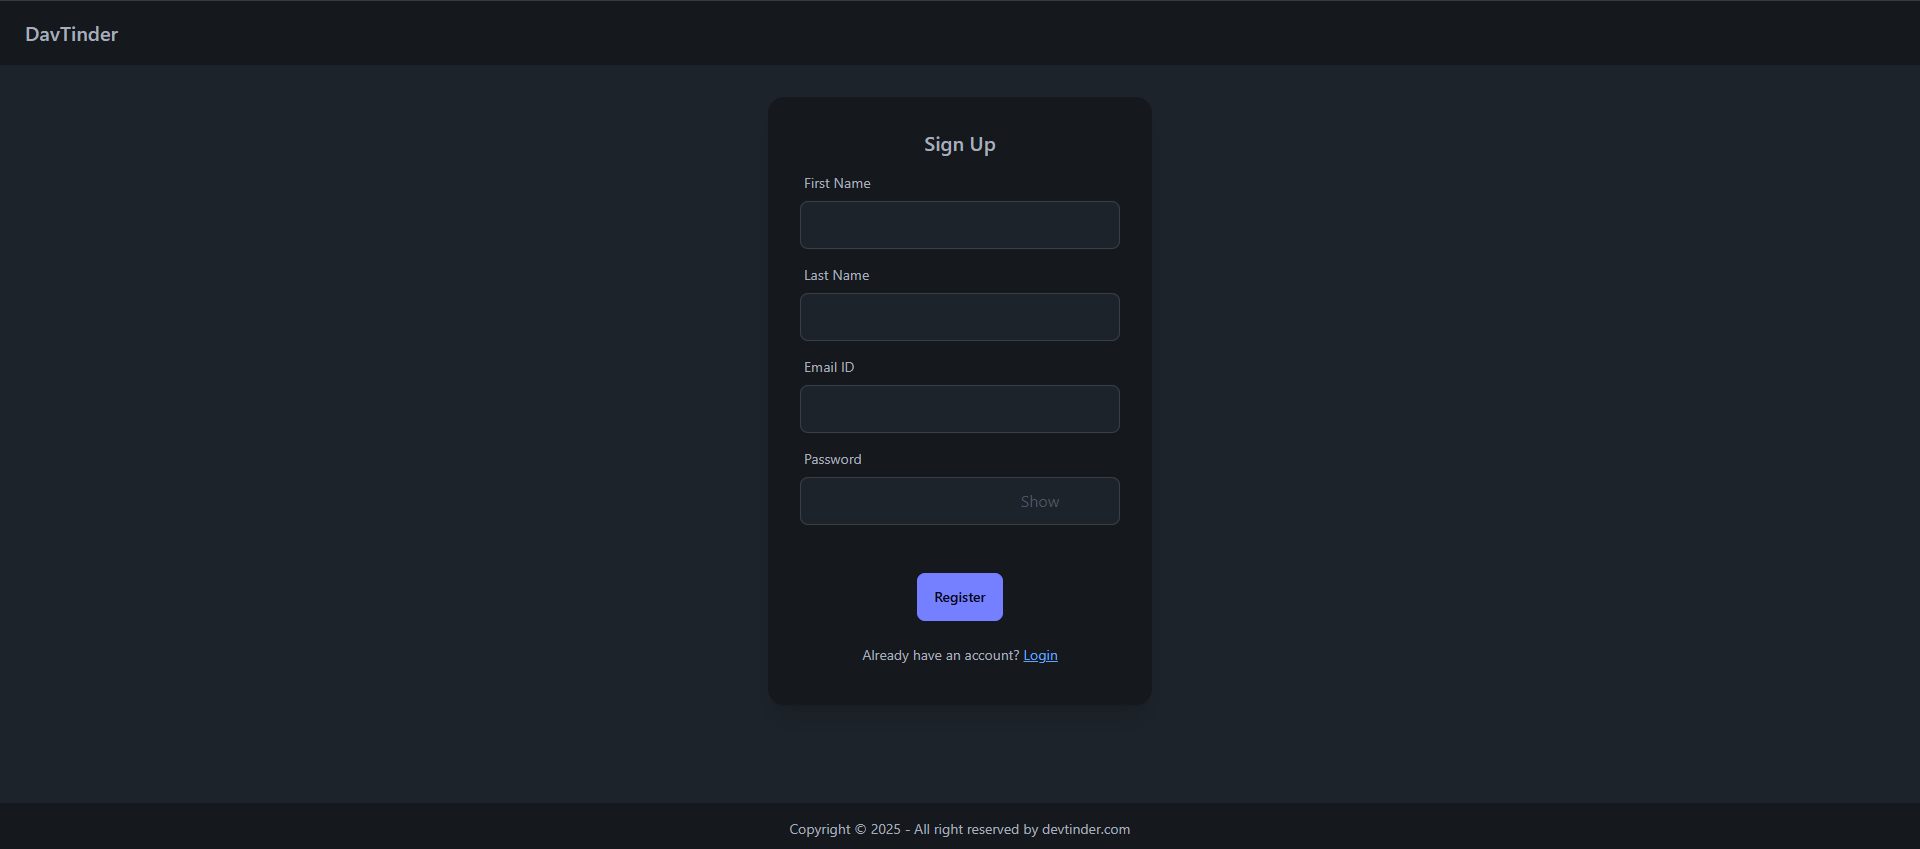 DavTinder
Sign Up
First Name
Last Name
Email ID
Password
Show
Register
Already have an account? Login
Copyright © 2025 - All right reserved by devtinder.com